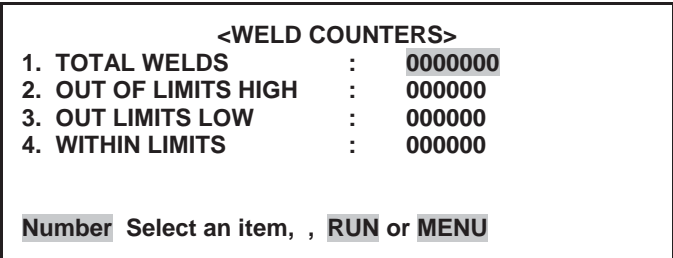 <WELD COUNTERS>
1. TOTAL WELDS : 0000000
2. OUT OF LIMITS HIGH : 000000
3. OUT LIMITS LOW : 000000
4. WITHIN LIMITS : 000000
Number Select an item, , RUN or MENU